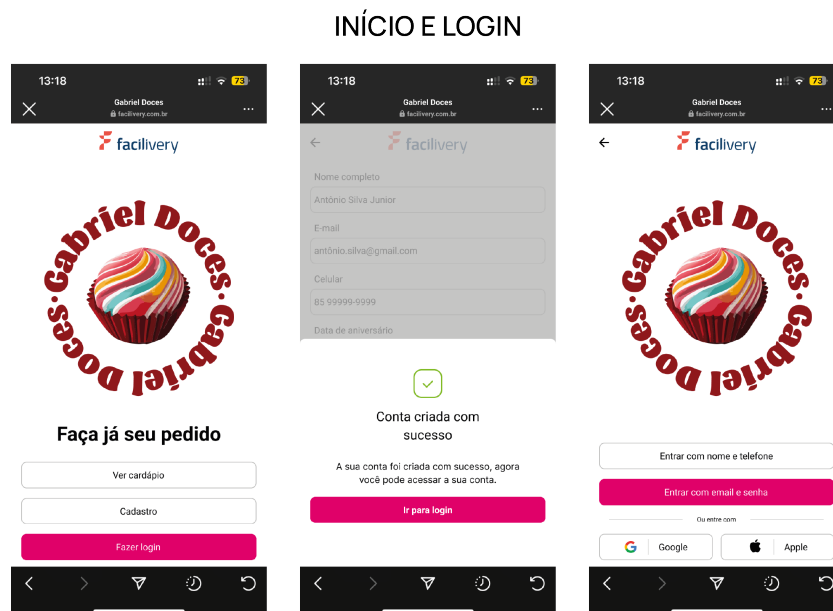 INÍCIO E LOGIN
13:18
73
Gabriel Doces
facilivery.com.br
facilivery
Gabriel Doces · Gabriel Doces ·
Faça já seu pedido
Ver cardápio
Cadastro
Fazer login
13:18
73
Gabriel Doces
facilivery.com.br
facilivery
Nome completo
Antônio Silva Junior
E-mail
antônio.silva@gmail.com
Celular
85 99999-9999
Data de aniversário
Conta criada com
sucesso
A sua conta foi criada com sucesso, agora
você pode acessar a sua conta.
Ir para login
13:18
73
Gabriel Doces
facilivery.com.br
facilivery
Gabriel Doces · Gabriel Doces ·
Entrar com nome e telefone
Entrar com email e senha
Ou entre com
Google
Apple